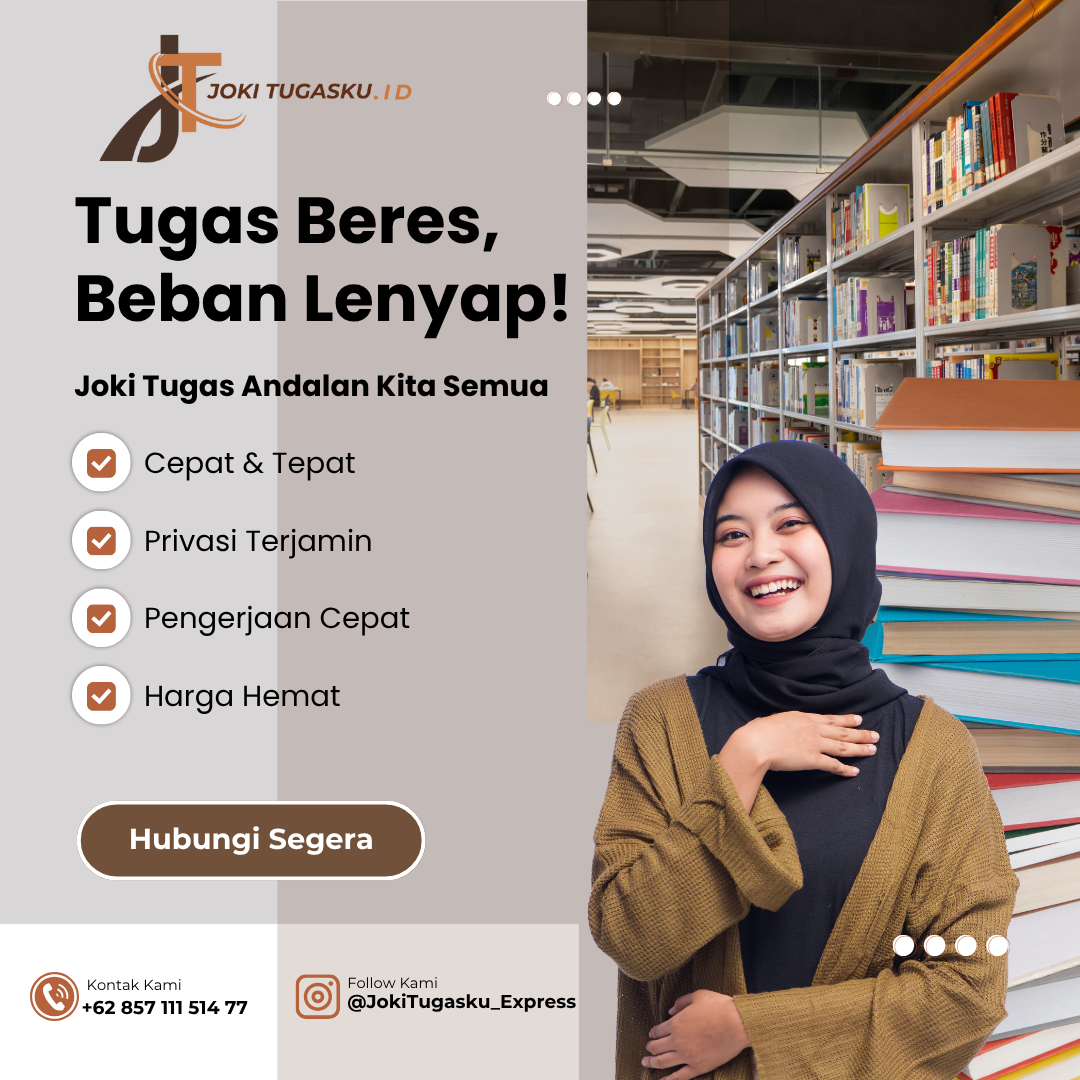 JT JOKI TUGASKU.ID
Tugas Beres,
Beban Lenyap!
Joki Tugas Andalan Kita Semua
Cepat & Tepat
Privasi Terjamin
Pengerjaan Cepat
Harga Hemat
Hubungi Segera
Kontak Kami
+62 857 111 514 77
Follow Kami
@JokiTugasku_Express